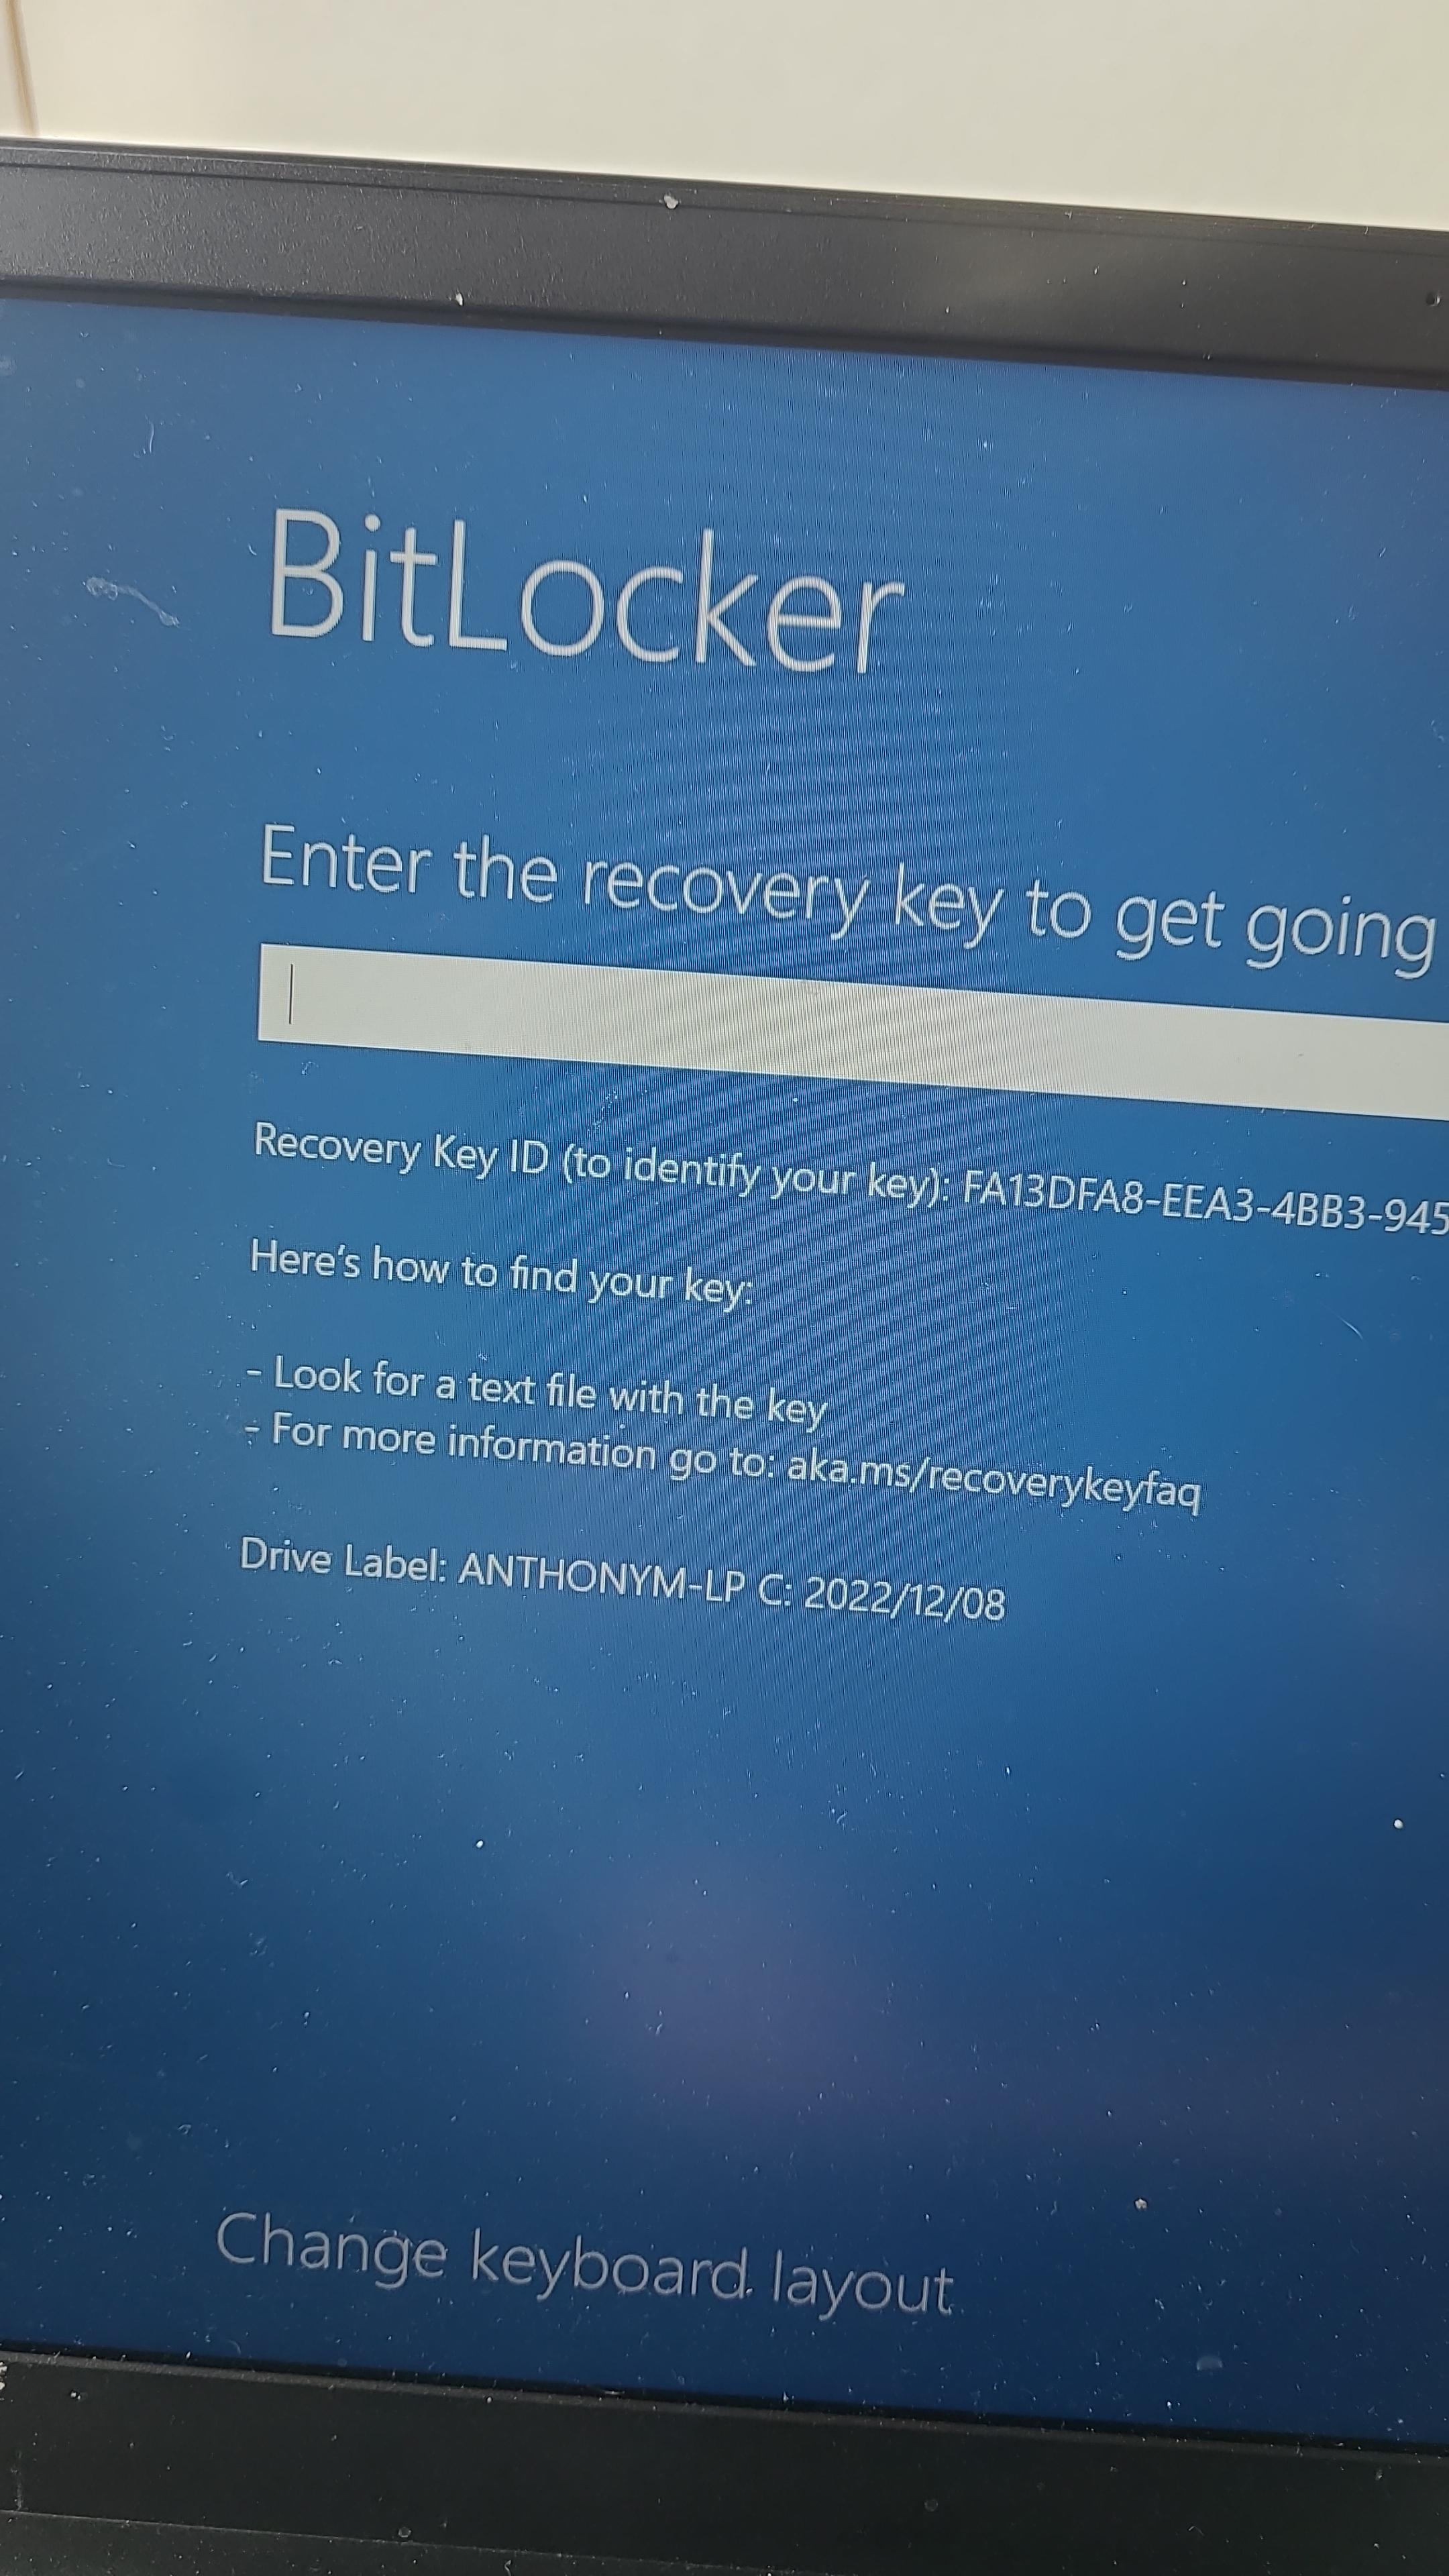 BitLocker
Enter the recovery key to get going
Recovery Key ID (to identify your key): FA13DFA8-EEA3-4BB3-945
Here's how to find your key:
- Look for a text file with the key
- For more information go to: aka.ms/recoverykeyfaq
Drive Label: ANTHONYM-LP C: 2022/12/08
Change keyboard layout